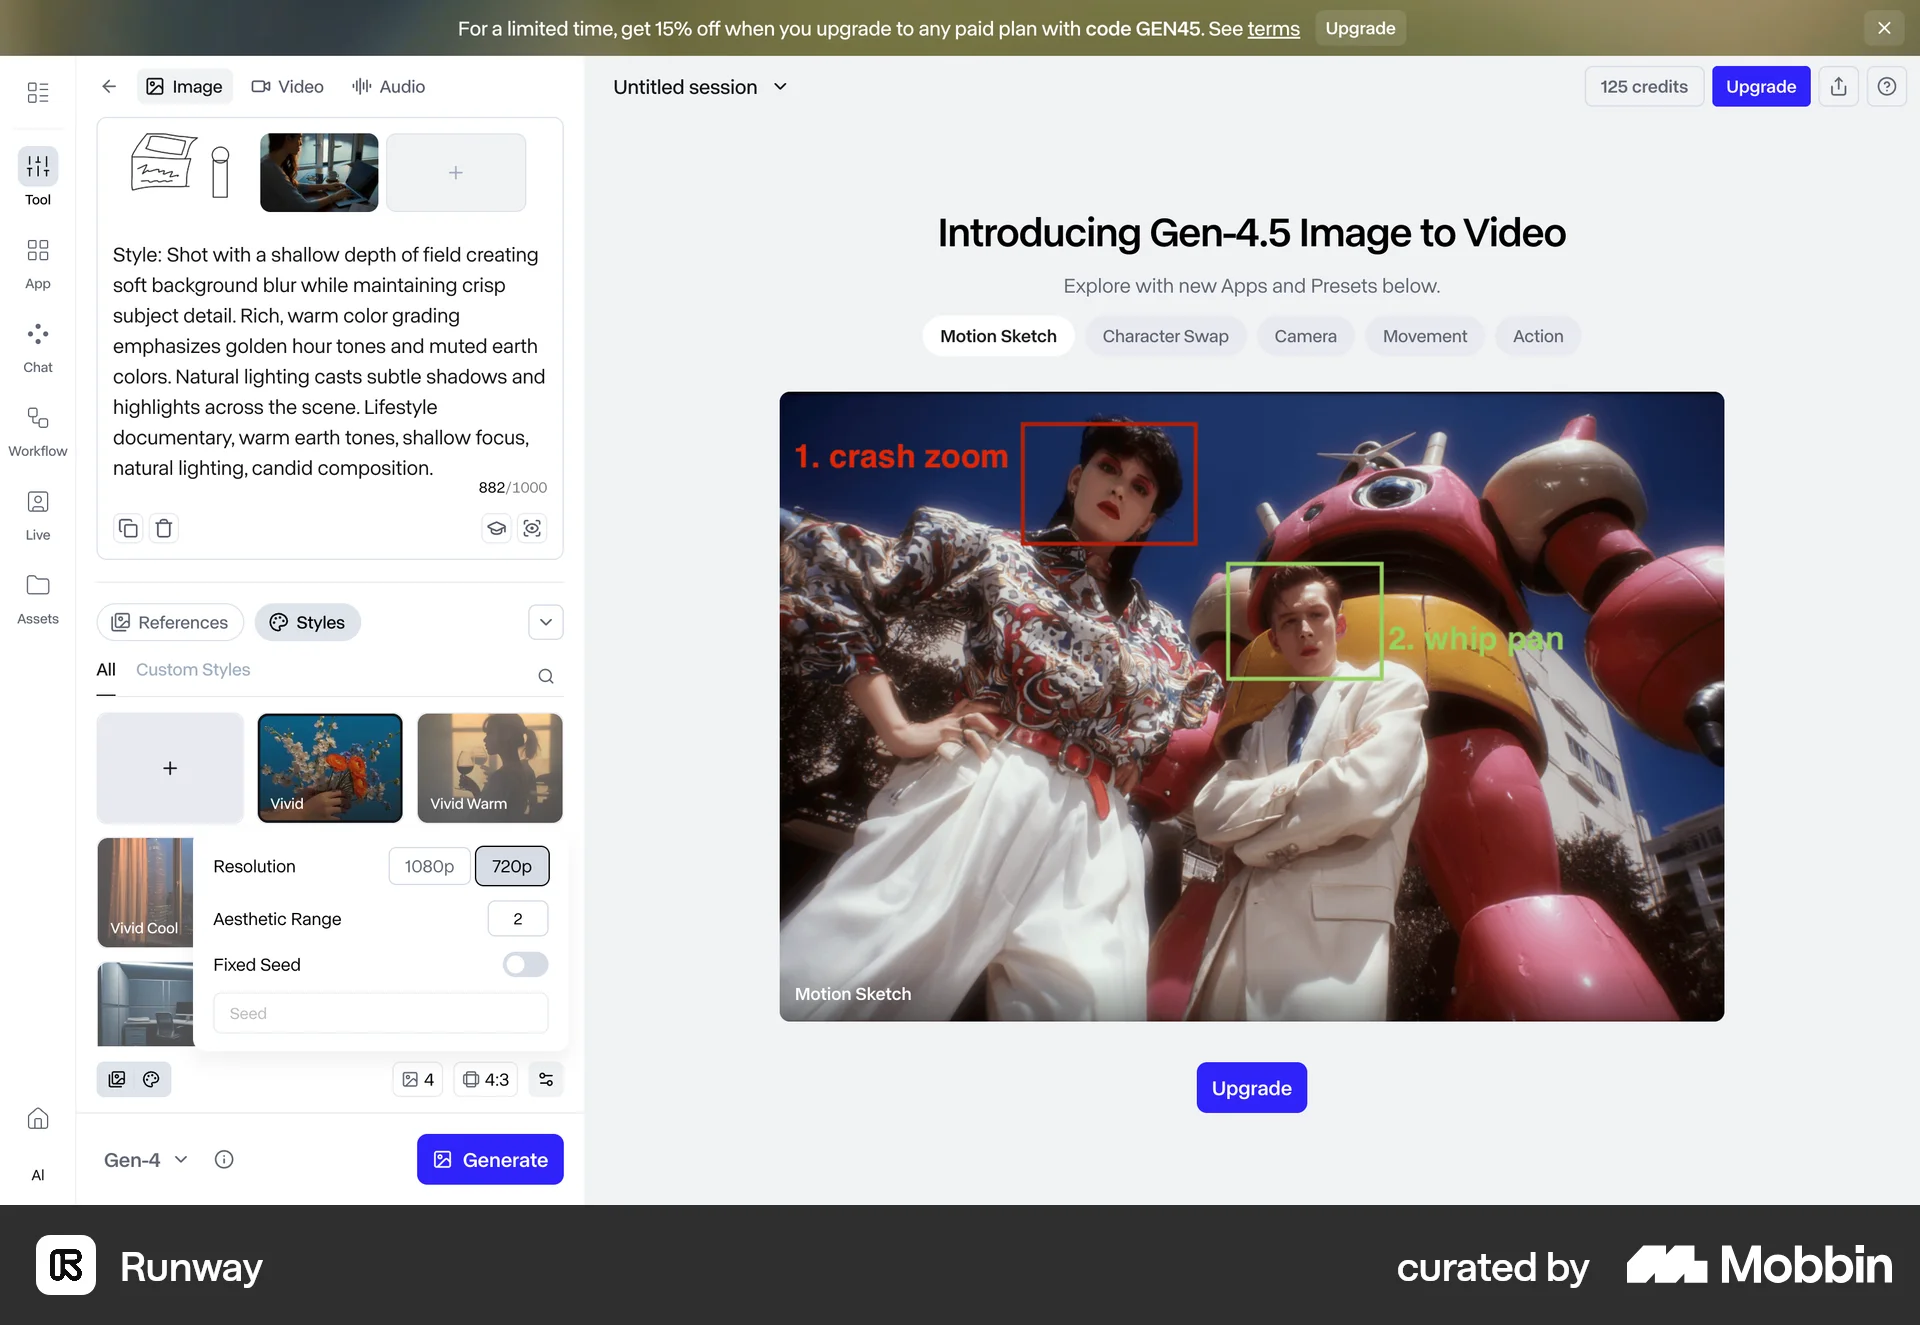 For a limited time, get 15% off when you upgrade to any paid plan with code GEN45. See terms
Upgrade
Image
Video
Audio
Untitled session
125 credits
Upgrade
Tool
App
Chat
Workflow
Live
Assets
AI
Style: Shot with a shallow depth of field creating
soft background blur while maintaining crisp
subject detail. Rich, warm color grading
emphasizes golden hour tones and muted earth
colors. Natural lighting casts subtle shadows and
highlights across the scene. Lifestyle
documentary, warm earth tones, shallow focus,
natural lighting, candid composition.
882/1000
References
Styles
All
Custom Styles
Vivid
Vivid Warm
Vivid Cool
Resolution
1080p
720p
Aesthetic Range
2
Fixed Seed
Seed
4
4:3
Gen-4
Generate
Introducing Gen-4.5 Image to Video
Explore with new Apps and Presets below.
Motion Sketch
Character Swap
Camera
Movement
Action
1. crash zoom
2. whip pan
Motion Sketch
Upgrade
Runway
curated by
Mobbin